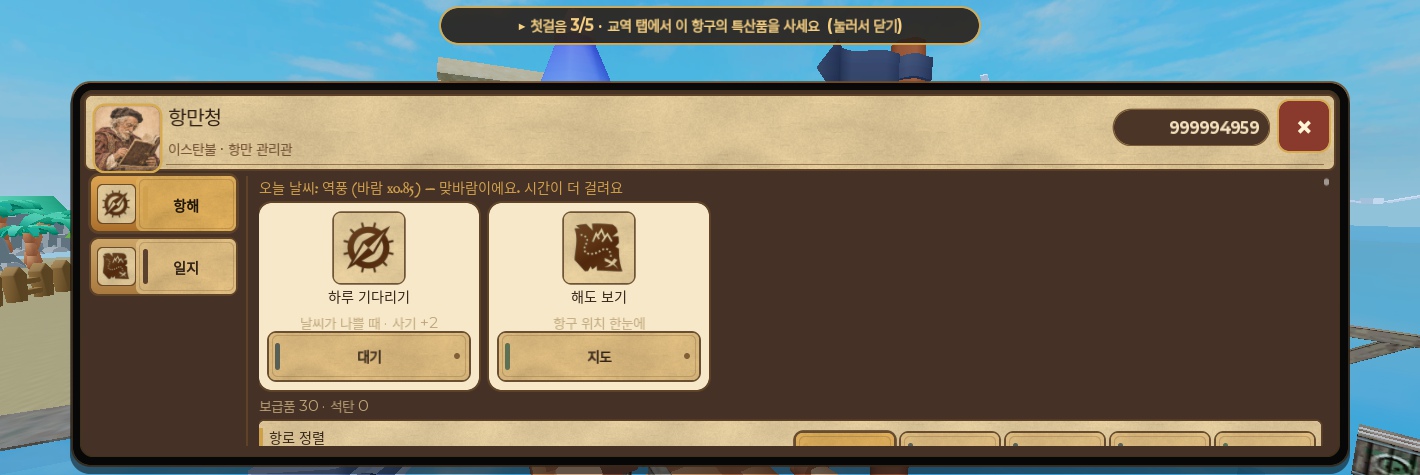 ▸ 첫걸음 3/5 · 교역 탭에서 이 항구의 특산품을 사세요 (눌러서 닫기)
항만청
이스탄불 · 항만 관리관
999994959
×
항해
일지
오늘 날씨: 역풍 (바람 x0.85) — 맞바람이에요. 시간이 더 걸려요
하루 기다리기
날씨가 나쁠 때 · 사기 +2
대기
해도 보기
항구 위치 한눈에
지도
보급품 30 · 석탄 0
항로 정렬